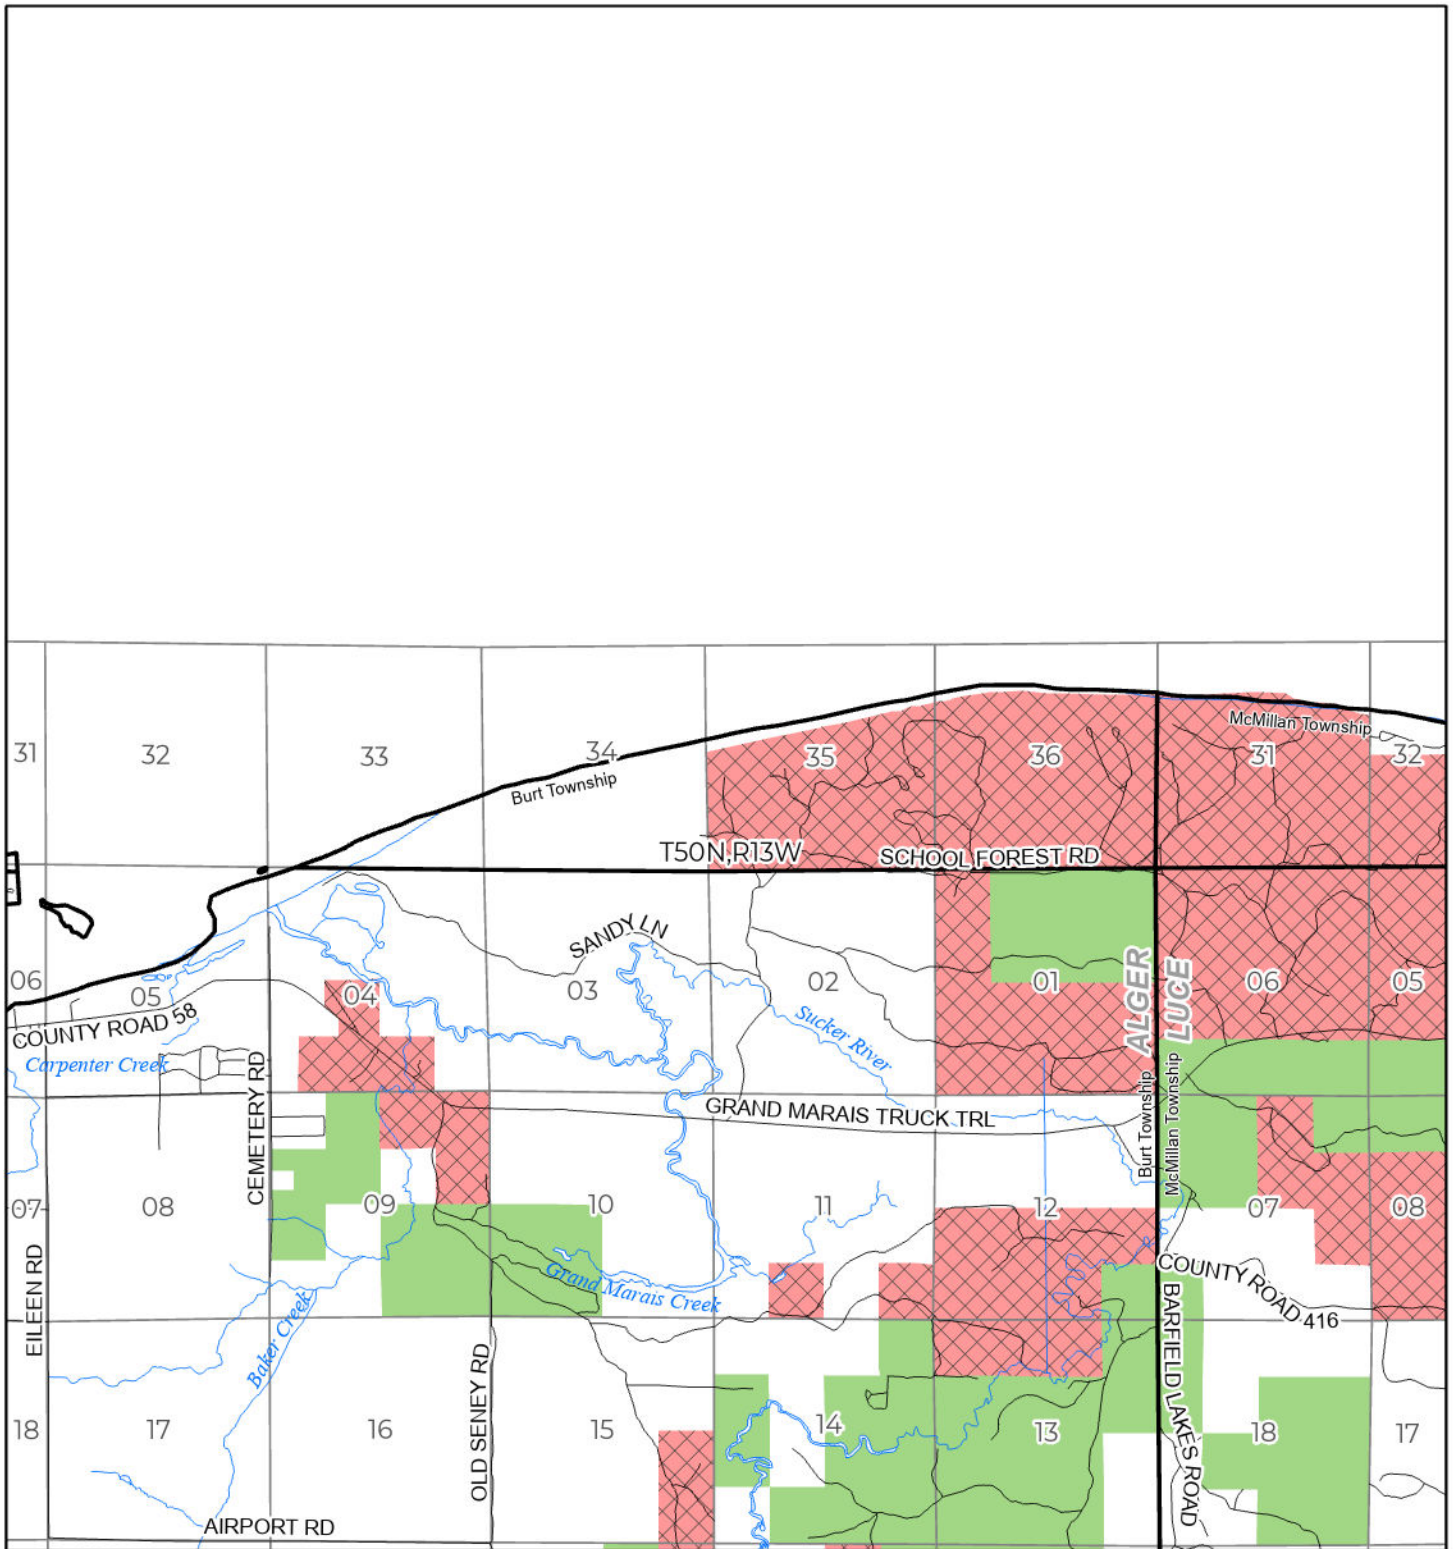 31
32
33
34
35
36
31
32
McMillan Township
Burt Township
T50N,R13W
SCHOOL FOREST RD
SANDY LN
06
05
04
03
02
01
06
05
ALGER
LUCE
COUNTY ROAD 58
Sucker River
Carpenter Creek
CEMETERY RD
GRAND MARAIS TRUCK TRL
Burt Township
McMillan Township
07
08
09
10
11
12
07
08
EILEEN RD
Grand Marais Creek
COUNTY ROAD 416
Baker Creek
OLD SENEY RD
BARFIELD LAKES ROAD
18
17
16
15
14
13
18
17
AIRPORT RD